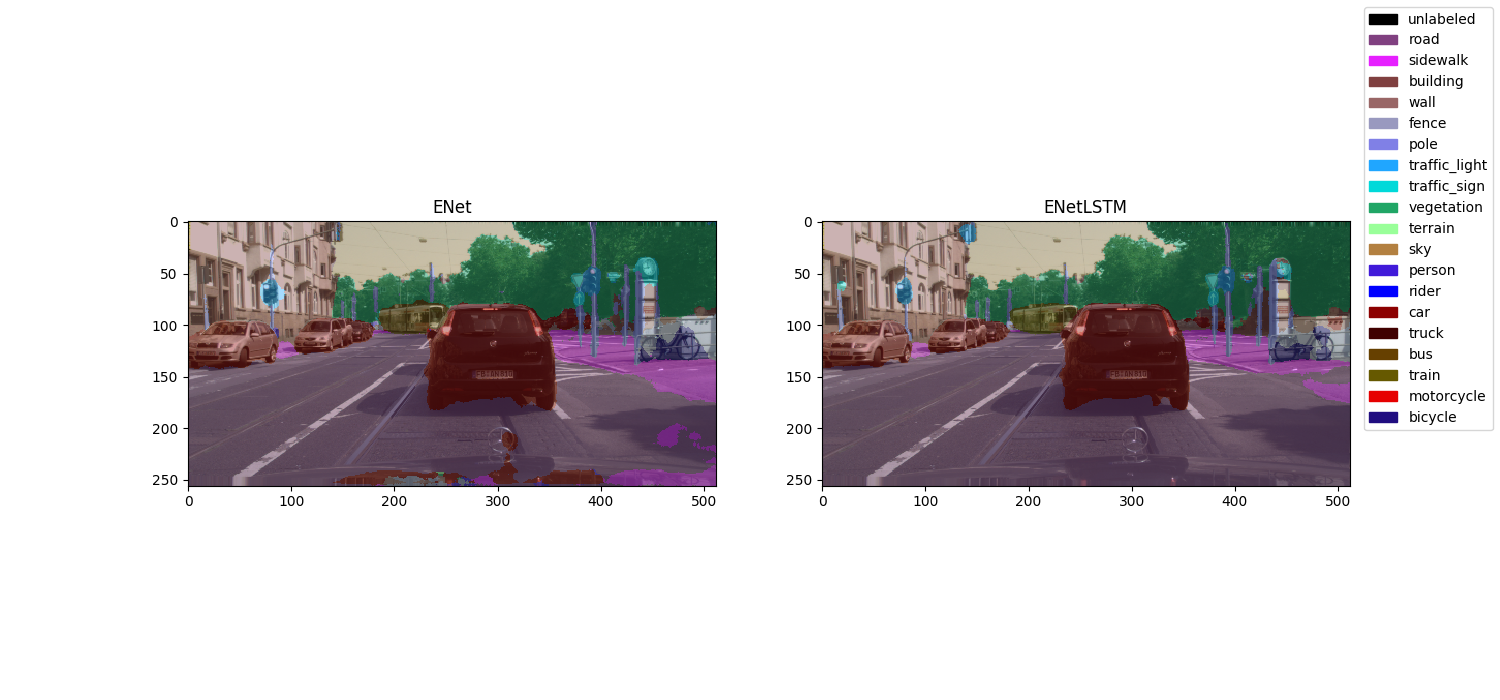 ENet
0
50
100
150
200
250
0 100 200 300 400 500
ENetLSTM
0
50
100
150
200
250
0 100 200 300 400 500
unlabeled
road
sidewalk
building
wall
fence
pole
traffic_light
traffic_sign
vegetation
terrain
sky
person
rider
car
truck
bus
train
motorcycle
bicycle